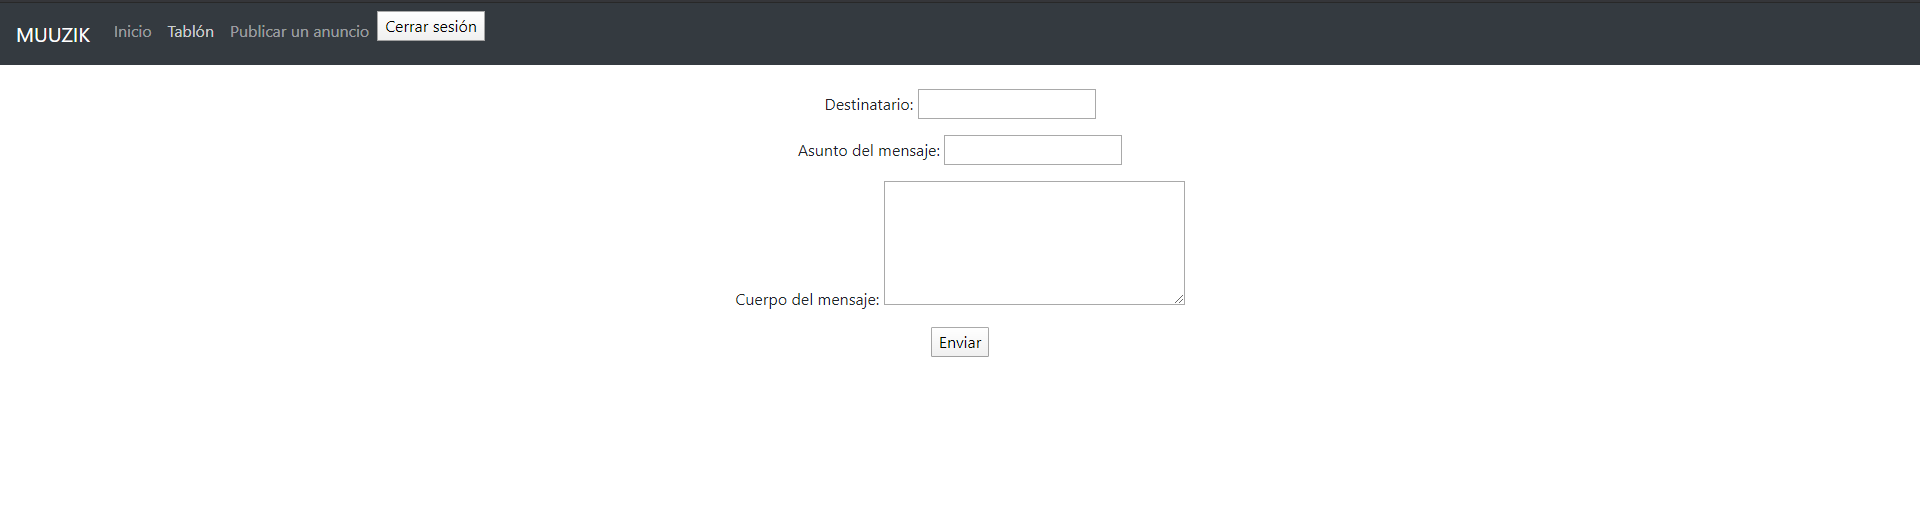 MUUZIK Inicio Tablón Publicar un anuncio Cerrar sesión
Destinatario:
Asunto del mensaje:
Cuerpo del mensaje:
Enviar